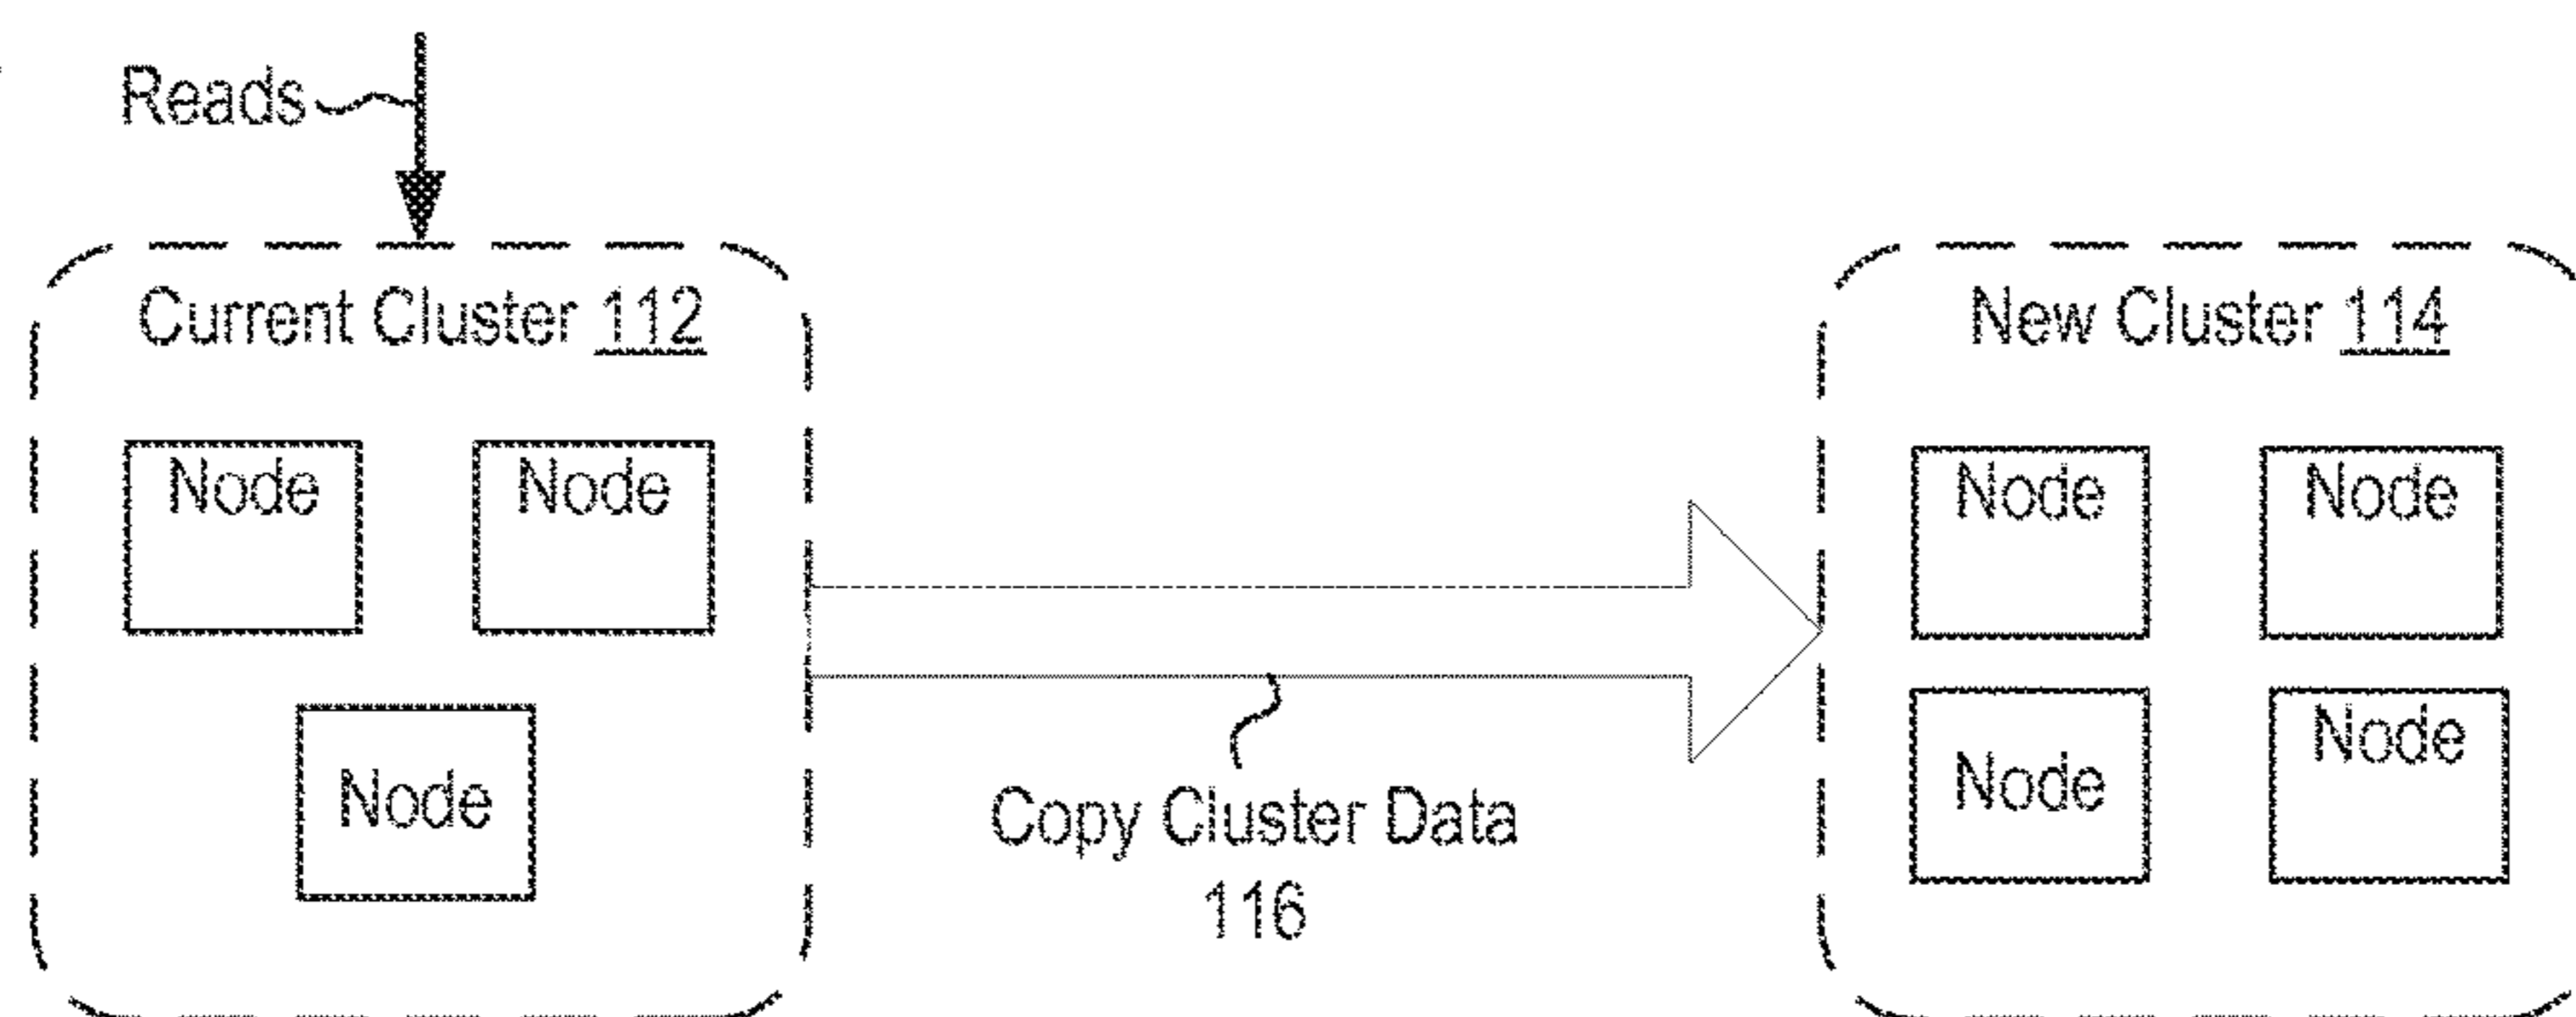 Reads
Current Cluster 112
New Cluster 114
Node
Node
Node
Node
Node
Node
Node
Copy Cluster Data
116